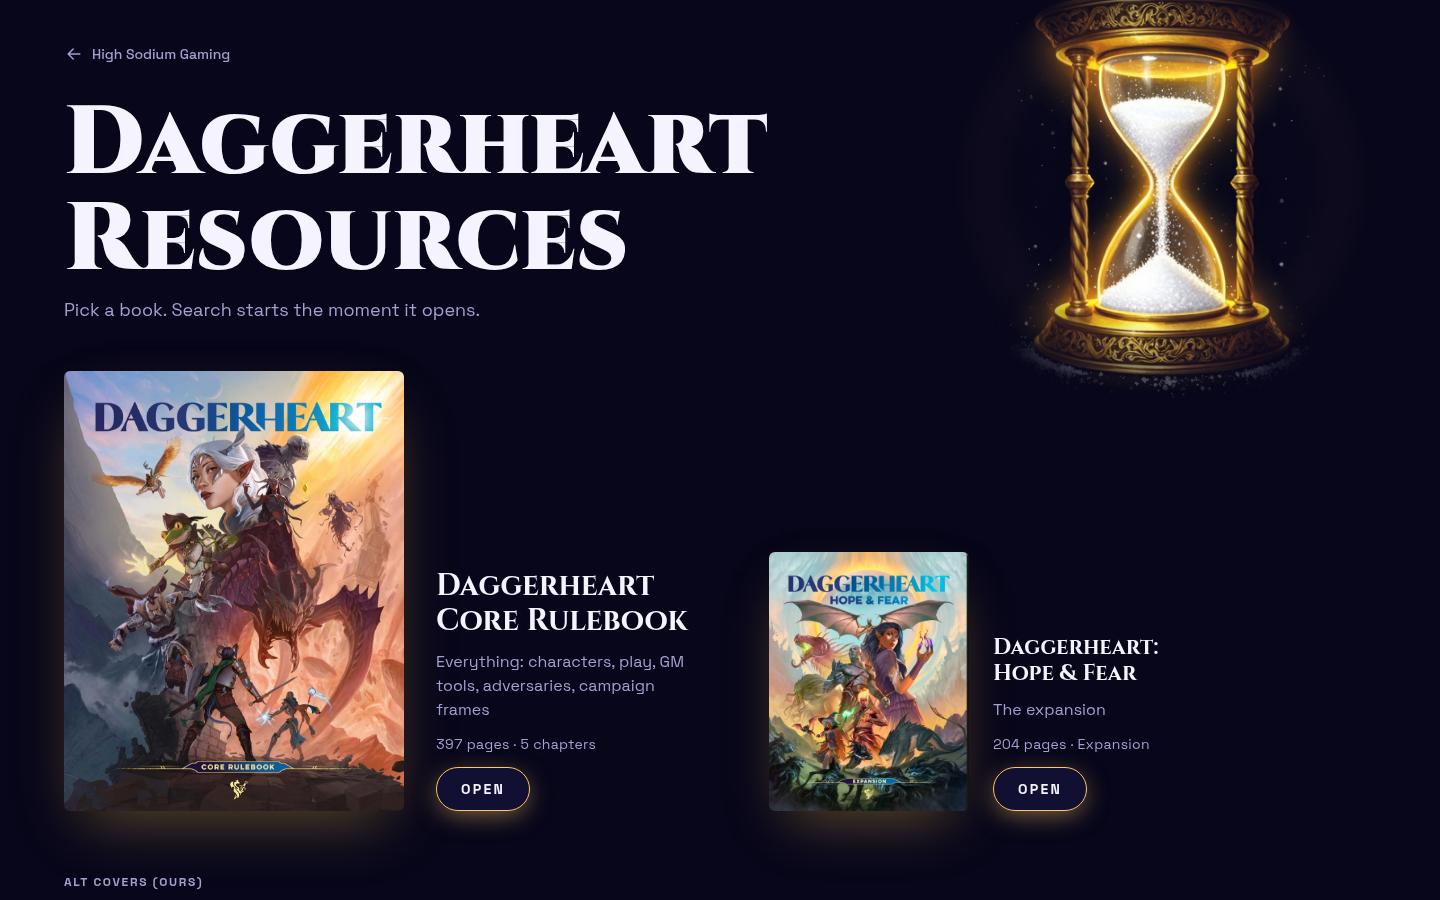 High Sodium Gaming
Daggerheart
Resources
Pick a book. Search starts the moment it opens.
DAGGERHEART
CORE RULEBOOK
Daggerheart
Core Rulebook
Everything: characters, play, GM
tools, adversaries, campaign
frames
397 pages · 5 chapters
OPEN
DAGGERHEART
HOPE & FEAR
EXPANSION
Daggerheart:
Hope & Fear
The expansion
204 pages · Expansion
OPEN
ALT COVERS (OURS)